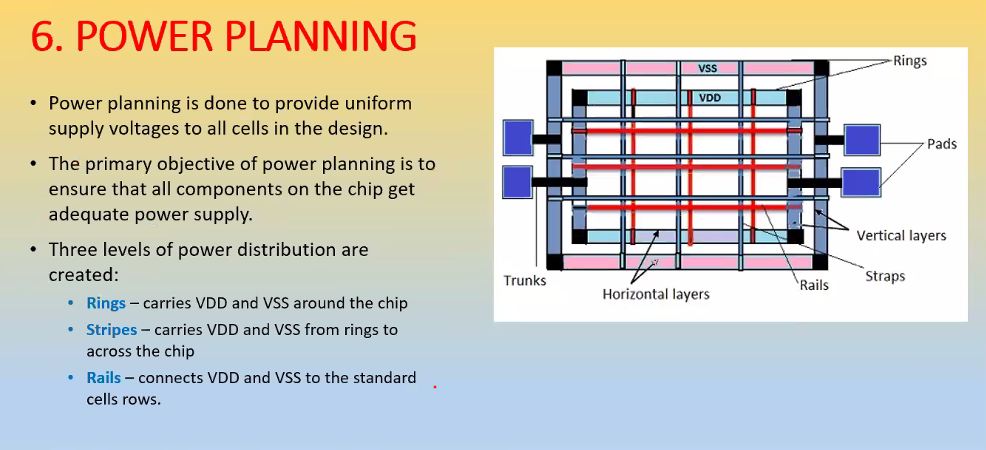 6. POWER PLANNING
• Power planning is done to provide uniform
supply voltages to all cells in the design.
• The primary objective of power planning is to
ensure that all components on the chip get
adequate power supply.
• Three levels of power distribution are
created:
• Rings – carries VDD and VSS around the chip
• Stripes – carries VDD and VSS from rings to
across the chip
• Rails – connects VDD and VSS to the standard
cells rows.
VSS
Rings
VDD
Pads
Vertical layers
Straps
Trunks
Rails
Horizontal layers